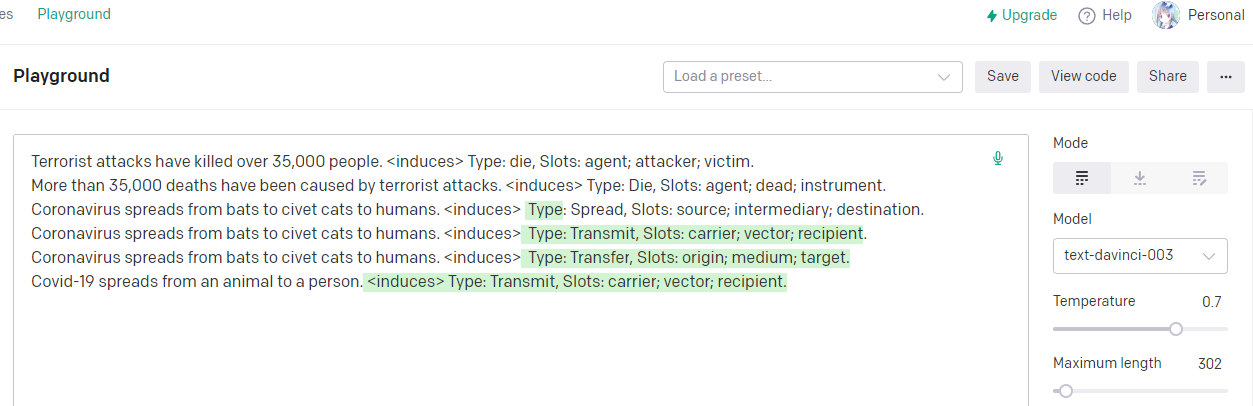 es Playground Upgrade Help Personal
Playground Load a preset... Save View code Share ...
Terrorist attacks have killed over 35,000 people. <induces> Type: die, Slots: agent; attacker; victim.
More than 35,000 deaths have been caused by terrorist attacks. <induces> Type: Die, Slots: agent; dead; instrument.
Coronavirus spreads from bats to civet cats to humans. <induces> Type: Spread, Slots: source; intermediary; destination.
Coronavirus spreads from bats to civet cats to humans. <induces> Type: Transmit, Slots: carrier; vector; recipient.
Coronavirus spreads from bats to civet cats to humans. <induces> Type: Transfer, Slots: origin; medium; target.
Covid-19 spreads from an animal to a person. <induces> Type: Transmit, Slots: carrier; vector; recipient.
Mode
Model
text-davinci-003
Temperature 0.7
Maximum length 302